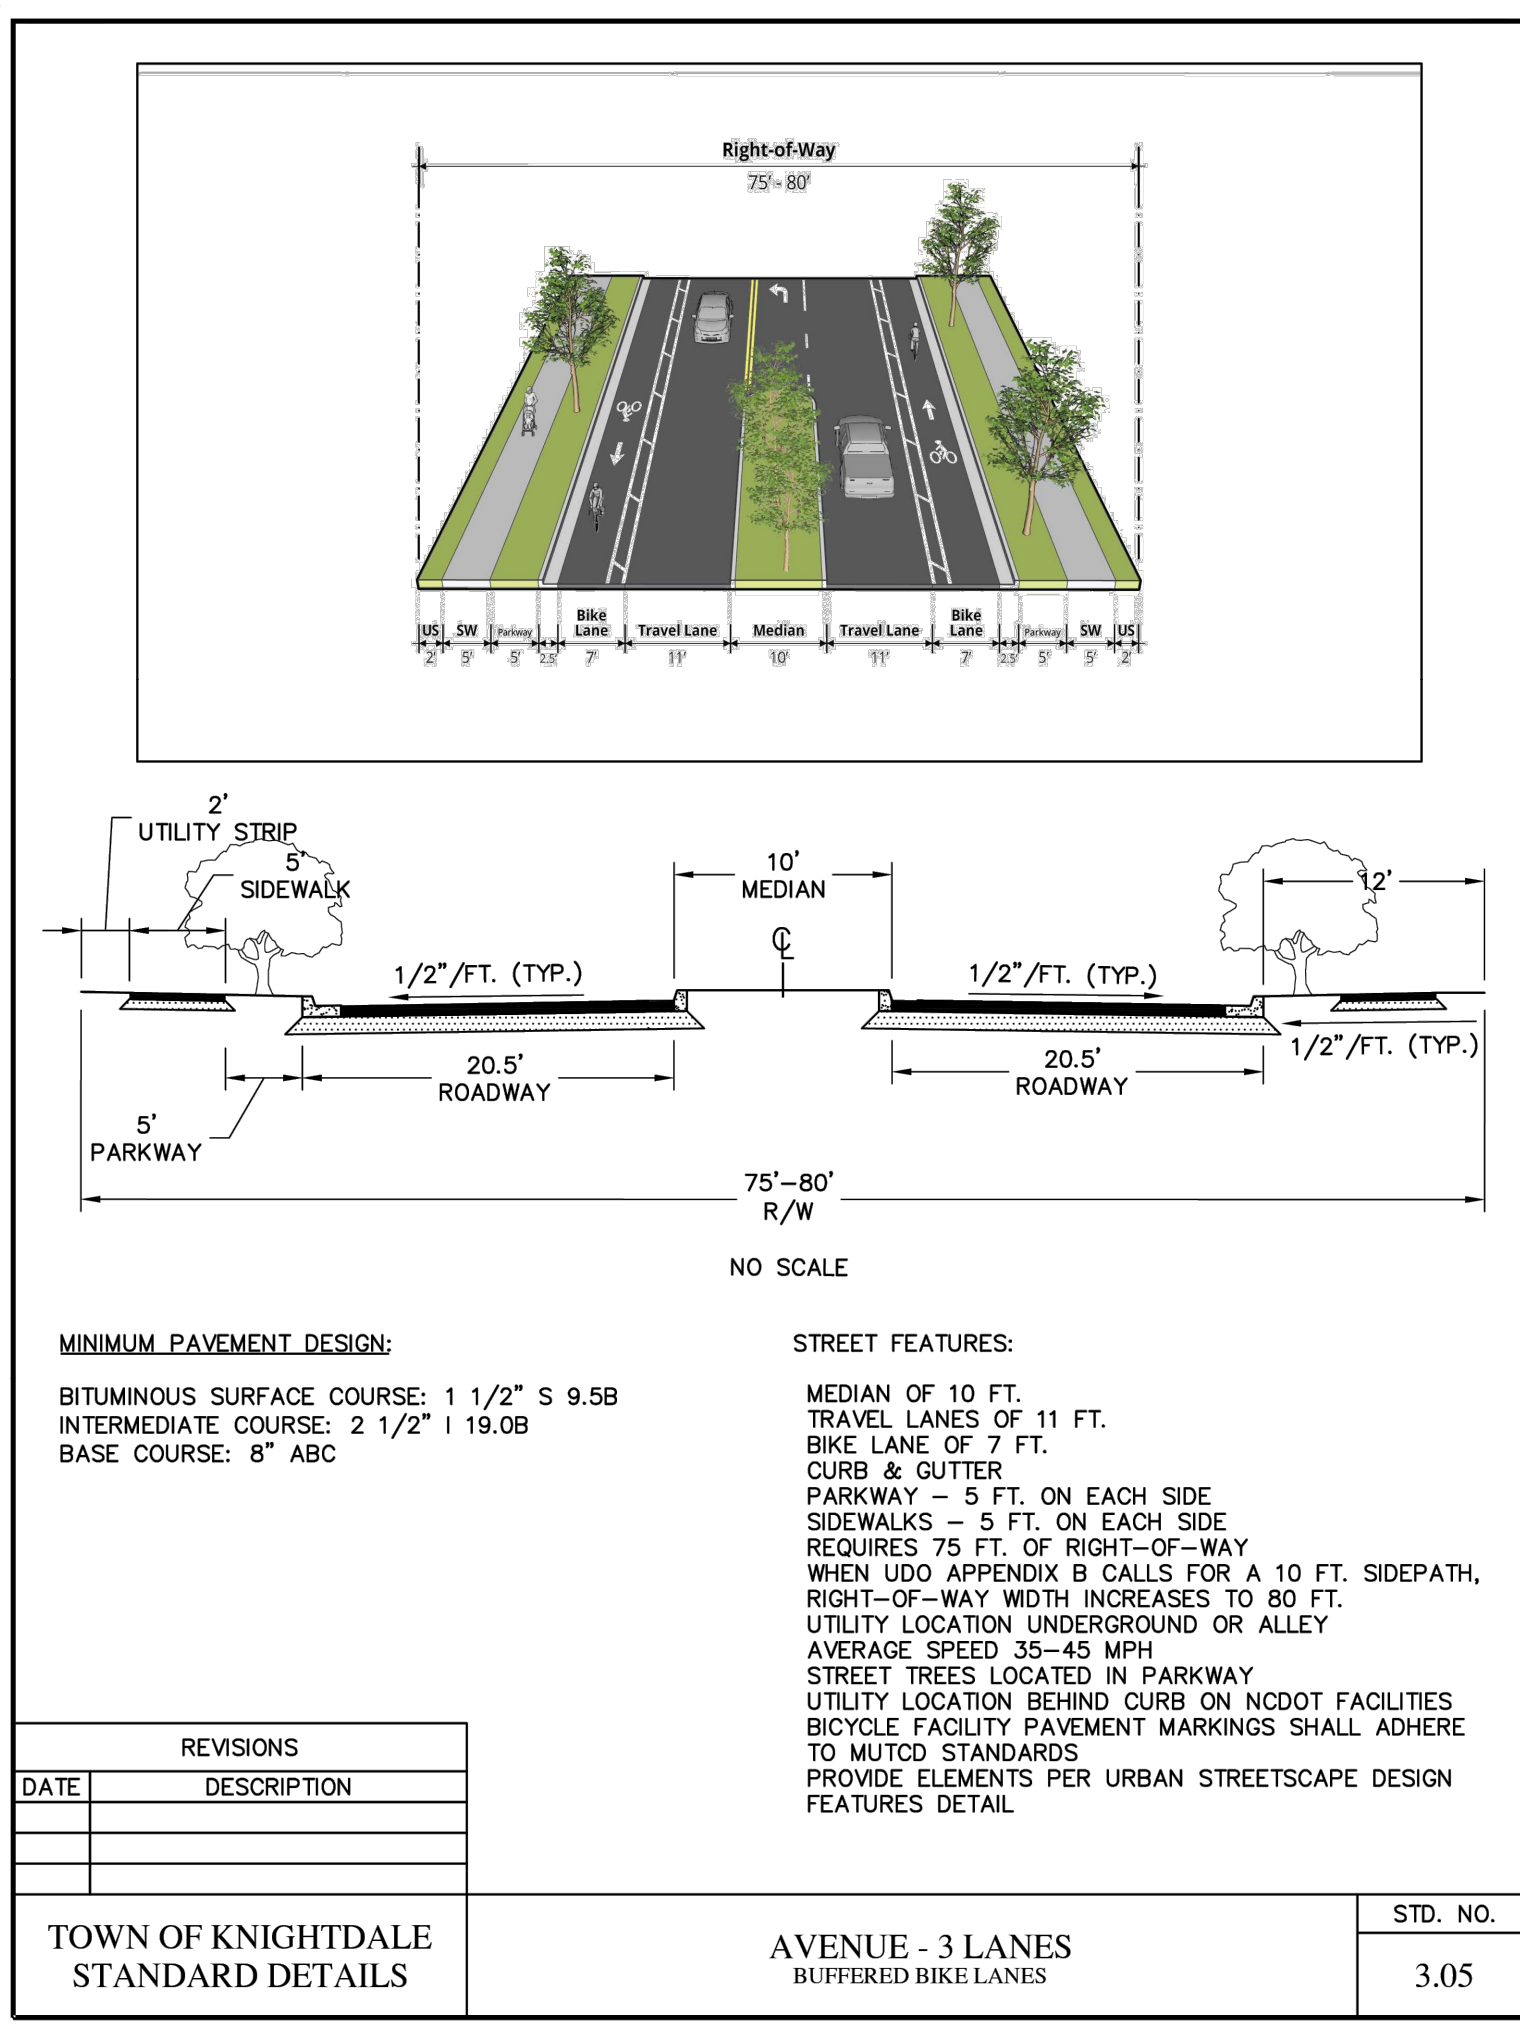 Right-of-Way
75' - 80'
US SW Parkway Bike Lane Travel Lane Median Travel Lane Bike Lane Parkway SW US
2' 5' 5' 2.5' 7' 11' 10' 11' 7' 2.5' 5' 5' 2'
2'
UTILITY STRIP
5'
SIDEWALK
10'
MEDIAN
12'
CL
1/2"/FT. (TYP.)
1/2"/FT. (TYP.)
1/2"/FT. (TYP.)
20.5'
ROADWAY
20.5'
ROADWAY
5'
PARKWAY
75'-80'
R/W
NO SCALE
MINIMUM PAVEMENT DESIGN:
BITUMINOUS SURFACE COURSE: 1 1/2" S 9.5B
INTERMEDIATE COURSE: 2 1/2" I 19.0B
BASE COURSE: 8" ABC
STREET FEATURES:
MEDIAN OF 10 FT.
TRAVEL LANES OF 11 FT.
BIKE LANE OF 7 FT.
CURB & GUTTER
PARKWAY – 5 FT. ON EACH SIDE
SIDEWALKS – 5 FT. ON EACH SIDE
REQUIRES 75 FT. OF RIGHT-OF-WAY
WHEN UDO APPENDIX B CALLS FOR A 10 FT. SIDEPATH,
RIGHT-OF-WAY WIDTH INCREASES TO 80 FT.
UTILITY LOCATION UNDERGROUND OR ALLEY
AVERAGE SPEED 35-45 MPH
STREET TREES LOCATED IN PARKWAY
UTILITY LOCATION BEHIND CURB ON NCDOT FACILITIES
BICYCLE FACILITY PAVEMENT MARKINGS SHALL ADHERE
TO MUTCD STANDARDS
PROVIDE ELEMENTS PER URBAN STREETSCAPE DESIGN
FEATURES DETAIL
REVISIONS
DATE DESCRIPTION
TOWN OF KNIGHTDALE
STANDARD DETAILS
AVENUE - 3 LANES
BUFFERED BIKE LANES
STD. NO.
3.05